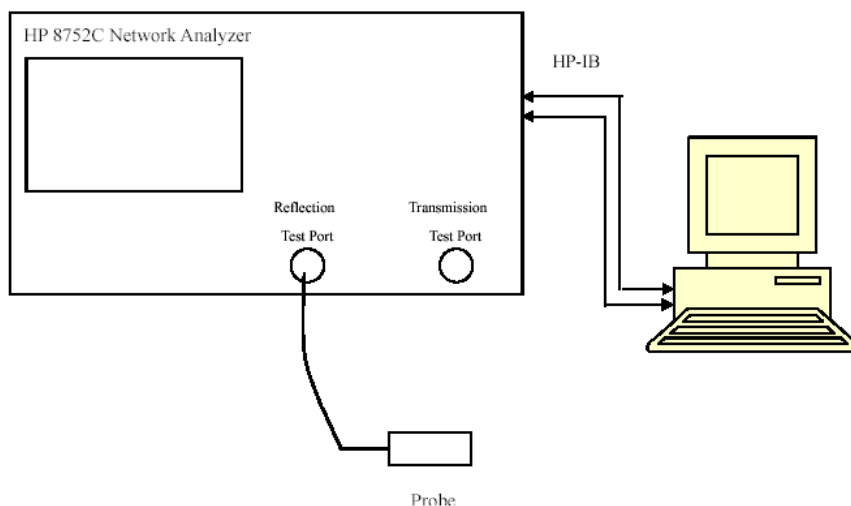 HP 8752C Network Analyzer
HP-IB
Reflection
Test Port
Transmission
Test Port
Probe